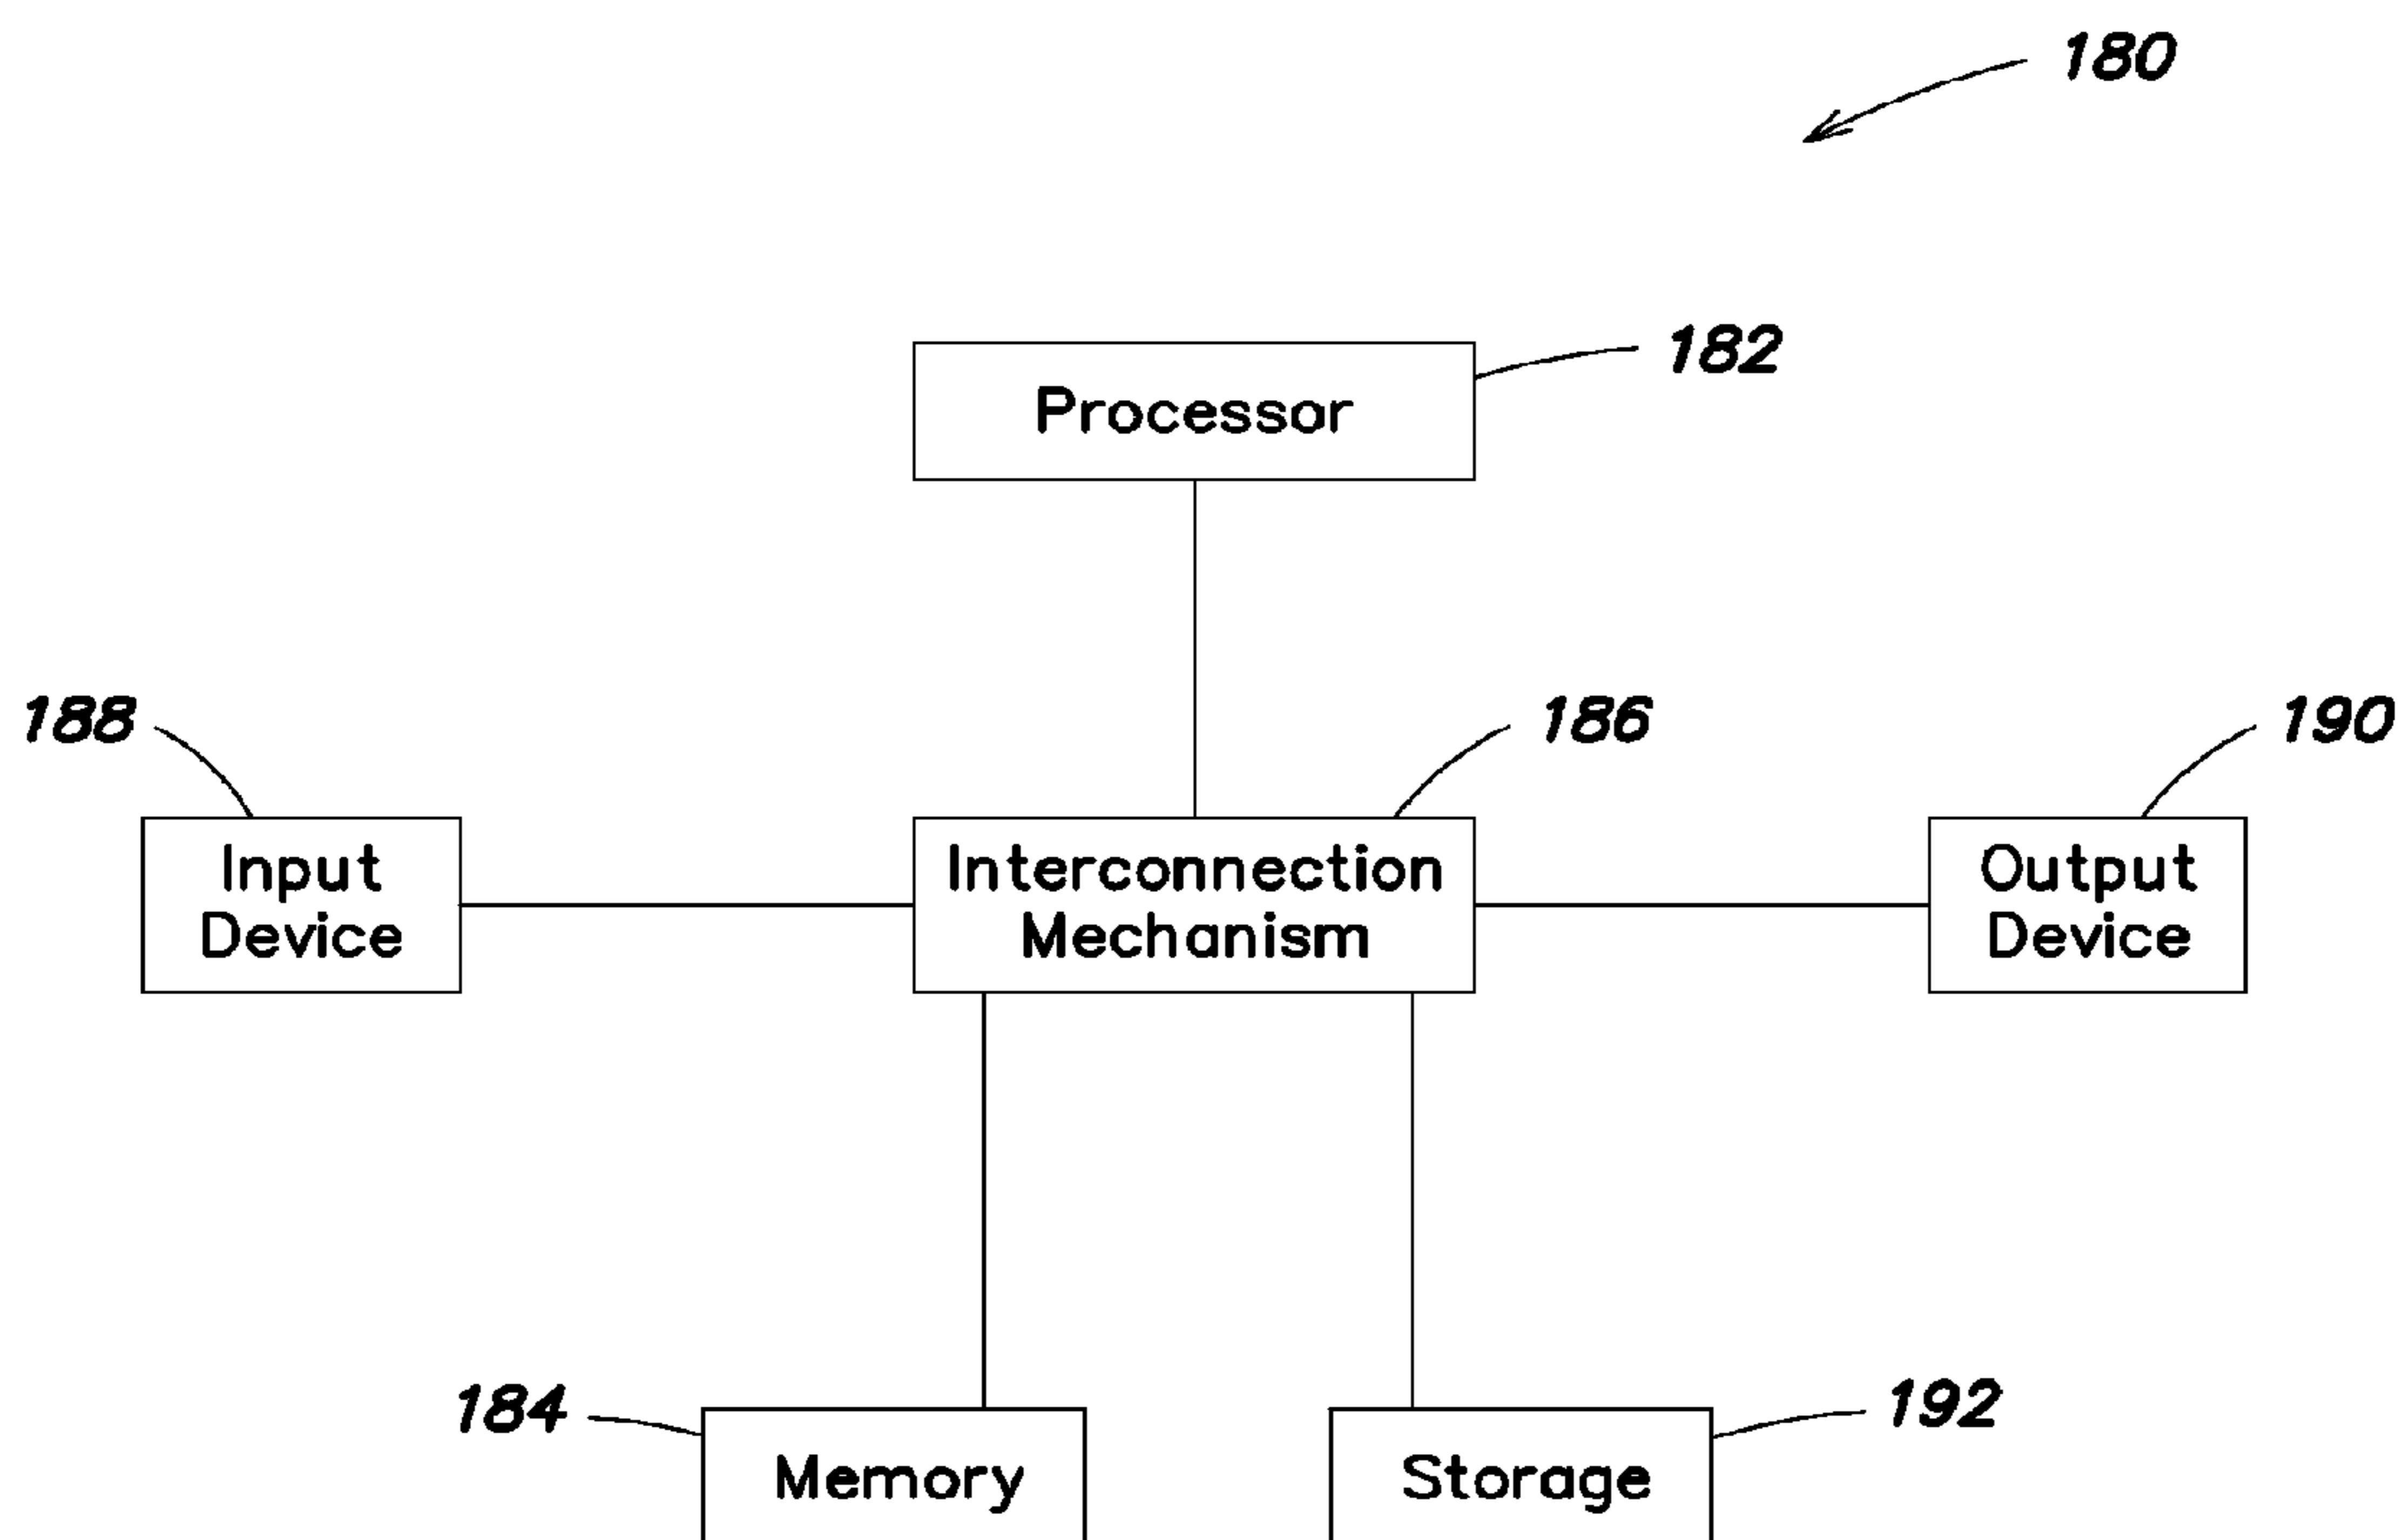 180
182
Processor
188
186
190
Input
Device
Interconnection
Mechanism
Output
Device
184
192
Memory
Storage